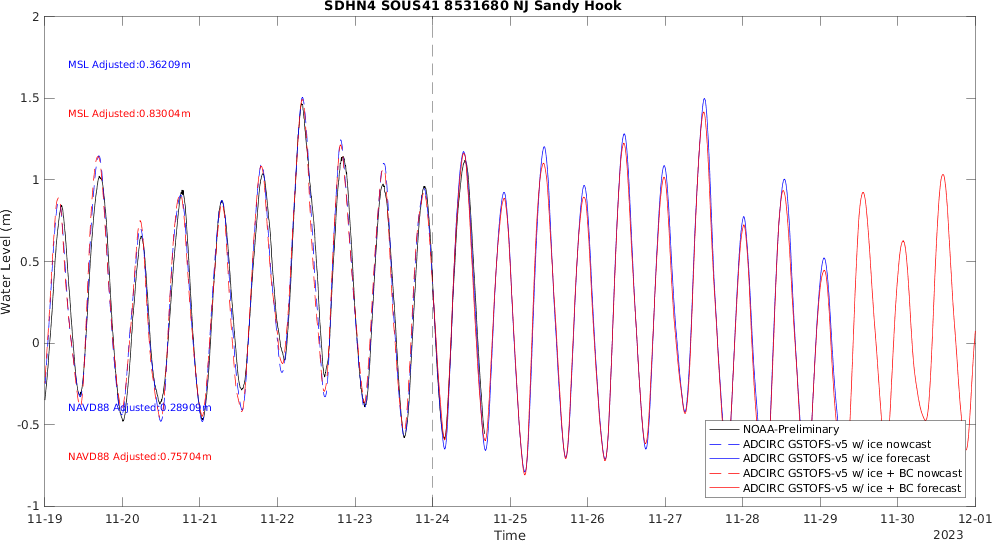 SDHN4 SOUS41 8531680 NJ Sandy Hook
2
1.5
1
0.5
0
-0.5
-1
Water Level (m)
MSL Adjusted:0.36209m
MSL Adjusted:0.83004m
NAVD88 Adjusted:0.28909m
NAVD88 Adjusted:0.75704m
NOAA-Preliminary
ADCIRC GSTOFS-v5 w/ ice nowcast
ADCIRC GSTOFS-v5 w/ ice forecast
ADCIRC GSTOFS-v5 w/ ice + BC nowcast
ADCIRC GSTOFS-v5 w/ ice + BC forecast
11-19 11-20 11-21 11-22 11-23 11-24 11-25 11-26 11-27 11-28 11-29 11-30 12-01
Time
2023